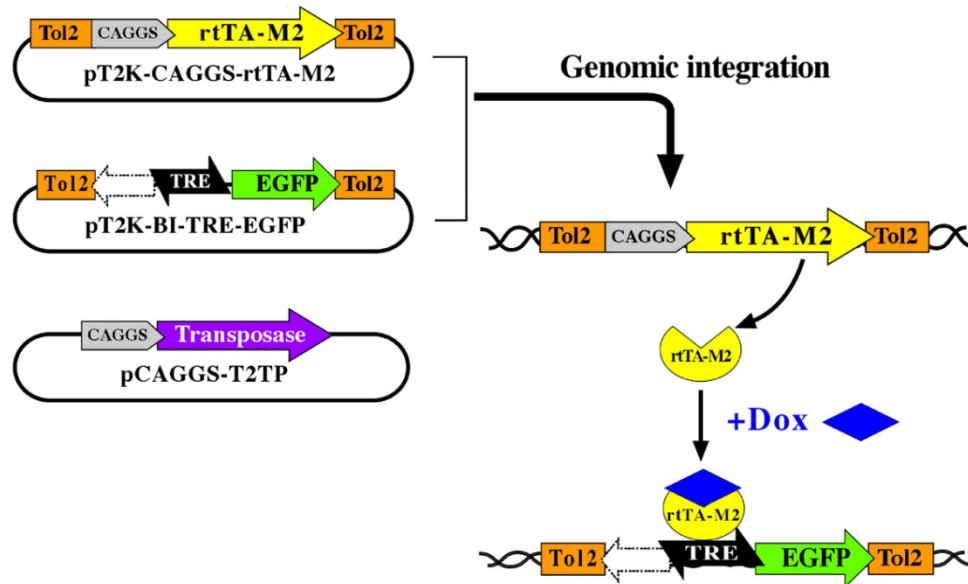 Tol2 CAGGS rtTA-M2 Tol2
pT2K-CAGGS-rtTA-M2
Genomic integration
Tol2 TRE EGFP Tol2
pT2K-BI-TRE-EGFP
Tol2 CAGGS rtTA-M2 Tol2
CAGGS Transposase
pCAGGS-T2TP
rtTA-M2
+Dox
rtTA-M2
Tol2 TRE EGFP Tol2